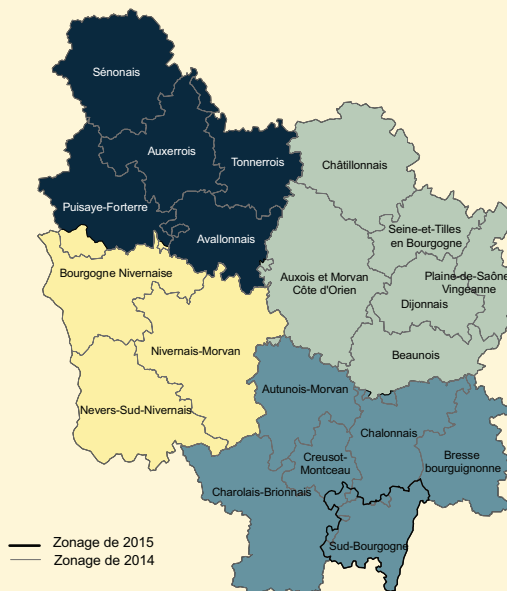 Sénonais
Auxerrois
Tonnerrois
Châtillonnais
Puisaye-Forterre
Avallonnais
Seine-et-Tilles
en Bourgogne
Bourgogne Nivernaise
Auxois et Morvan
Côte d'Orien
Plaine-de-Saône
Vingeanne
Dijonnais
Nivernais-Morvan
Beaunois
Autunois-Morvan
Nevers-Sud-Nivernais
Chalonnais
Creusot-
Montceau
Bresse
bourguignonne
Charolais-Brionnais
Sud-Bourgogne
Zonage de 2015
Zonage de 2014